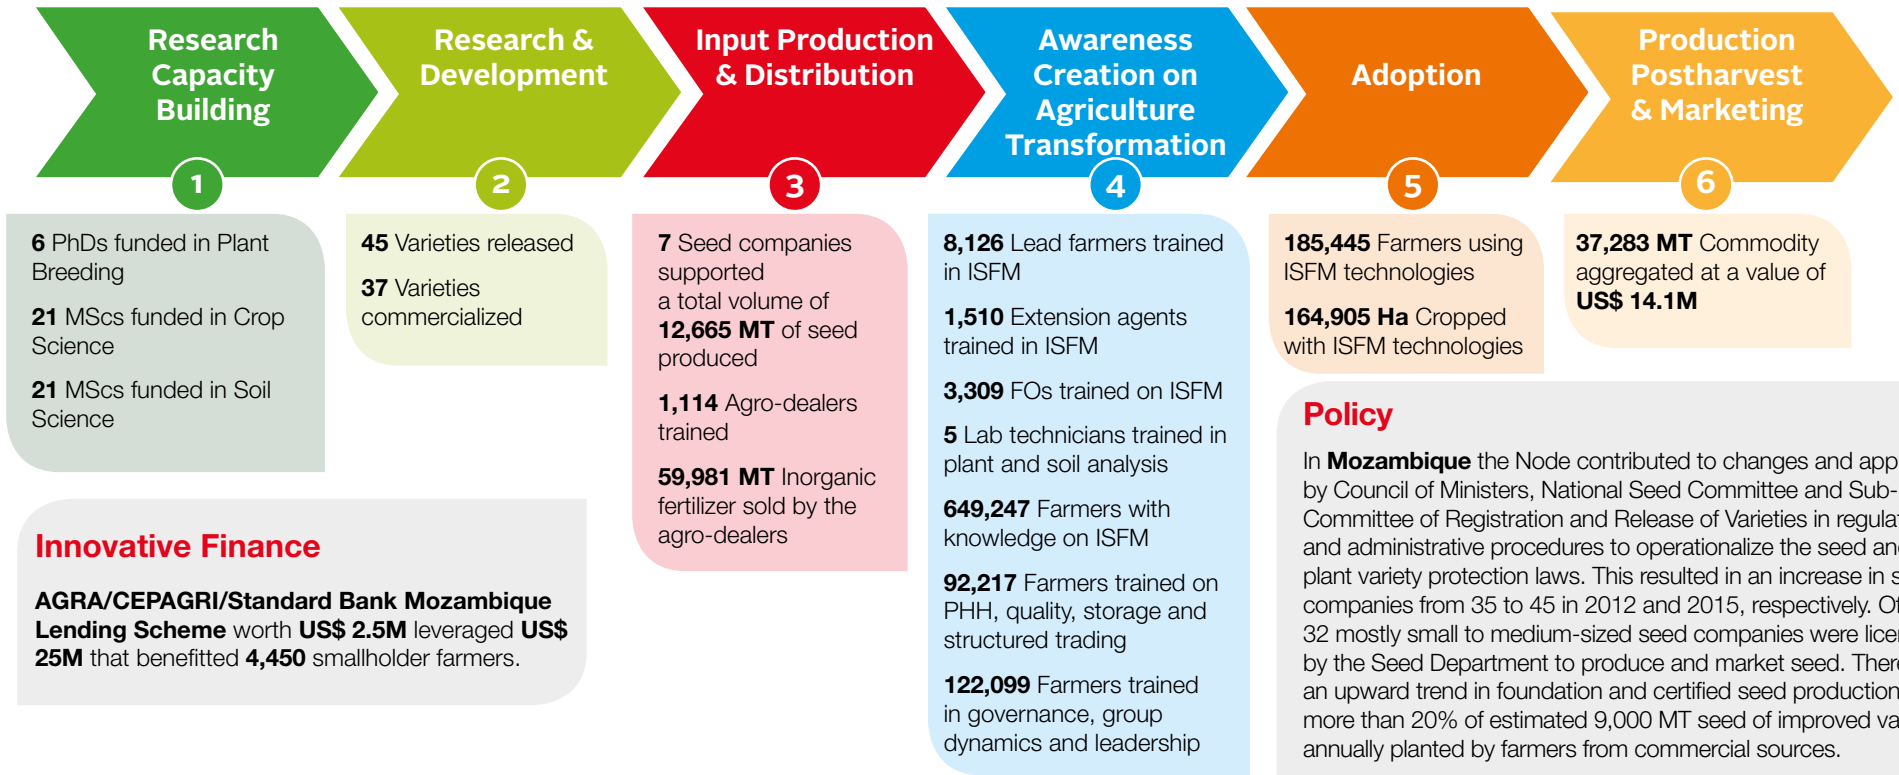 Research
Capacity
Building
1
6 PhDs funded in Plant
Breeding
21 MScs funded in Crop
Science
21 MScs funded in Soil
Science
Research &
Development
2
45 Varieties released
37 Varieties
commercialized
Input Production
& Distribution
3
7 Seed companies
supported
a total volume of
12,665 MT of seed
produced
1,114 Agro-dealers
trained
59,981 MT Inorganic
fertilizer sold by the
agro-dealers
Awareness
Creation on
Agriculture
Transformation
4
8,126 Lead farmers trained
in ISFM
1,510 Extension agents
trained in ISFM
3,309 FOs trained on ISFM
5 Lab technicians trained in
plant and soil analysis
649,247 Farmers with
knowledge on ISFM
92,217 Farmers trained on
PHH, quality, storage and
structured trading
122,099 Farmers trained
in governance, group
dynamics and leadership
Adoption
5
185,445 Farmers using
ISFM technologies
164,905 Ha Cropped
with ISFM technologies
Production
Postharvest
& Marketing
6
37,283 MT Commodity
aggregated at a value of
US$ 14.1M
Innovative Finance
AGRA/CEPAGRI/Standard Bank Mozambique
Lending Scheme worth US$ 2.5M leveraged US$
25M that benefitted 4,450 smallholder farmers.
Policy
In Mozambique the Node contributed to changes and
by Council of Ministers, National Seed Committee and Sub-
Committee of Registration and Release of Varieties in
and administrative procedures to operationalize the seed
plant variety protection laws. This resulted in an increase in
companies from 35 to 45 in 2012 and 2015, respectively.
32 mostly small to medium-sized seed companies were
by the Seed Department to produce and market seed.
an upward trend in foundation and certified seed production
more than 20% of estimated 9,000 MT seed of improved
annually planted by farmers from commercial sources.